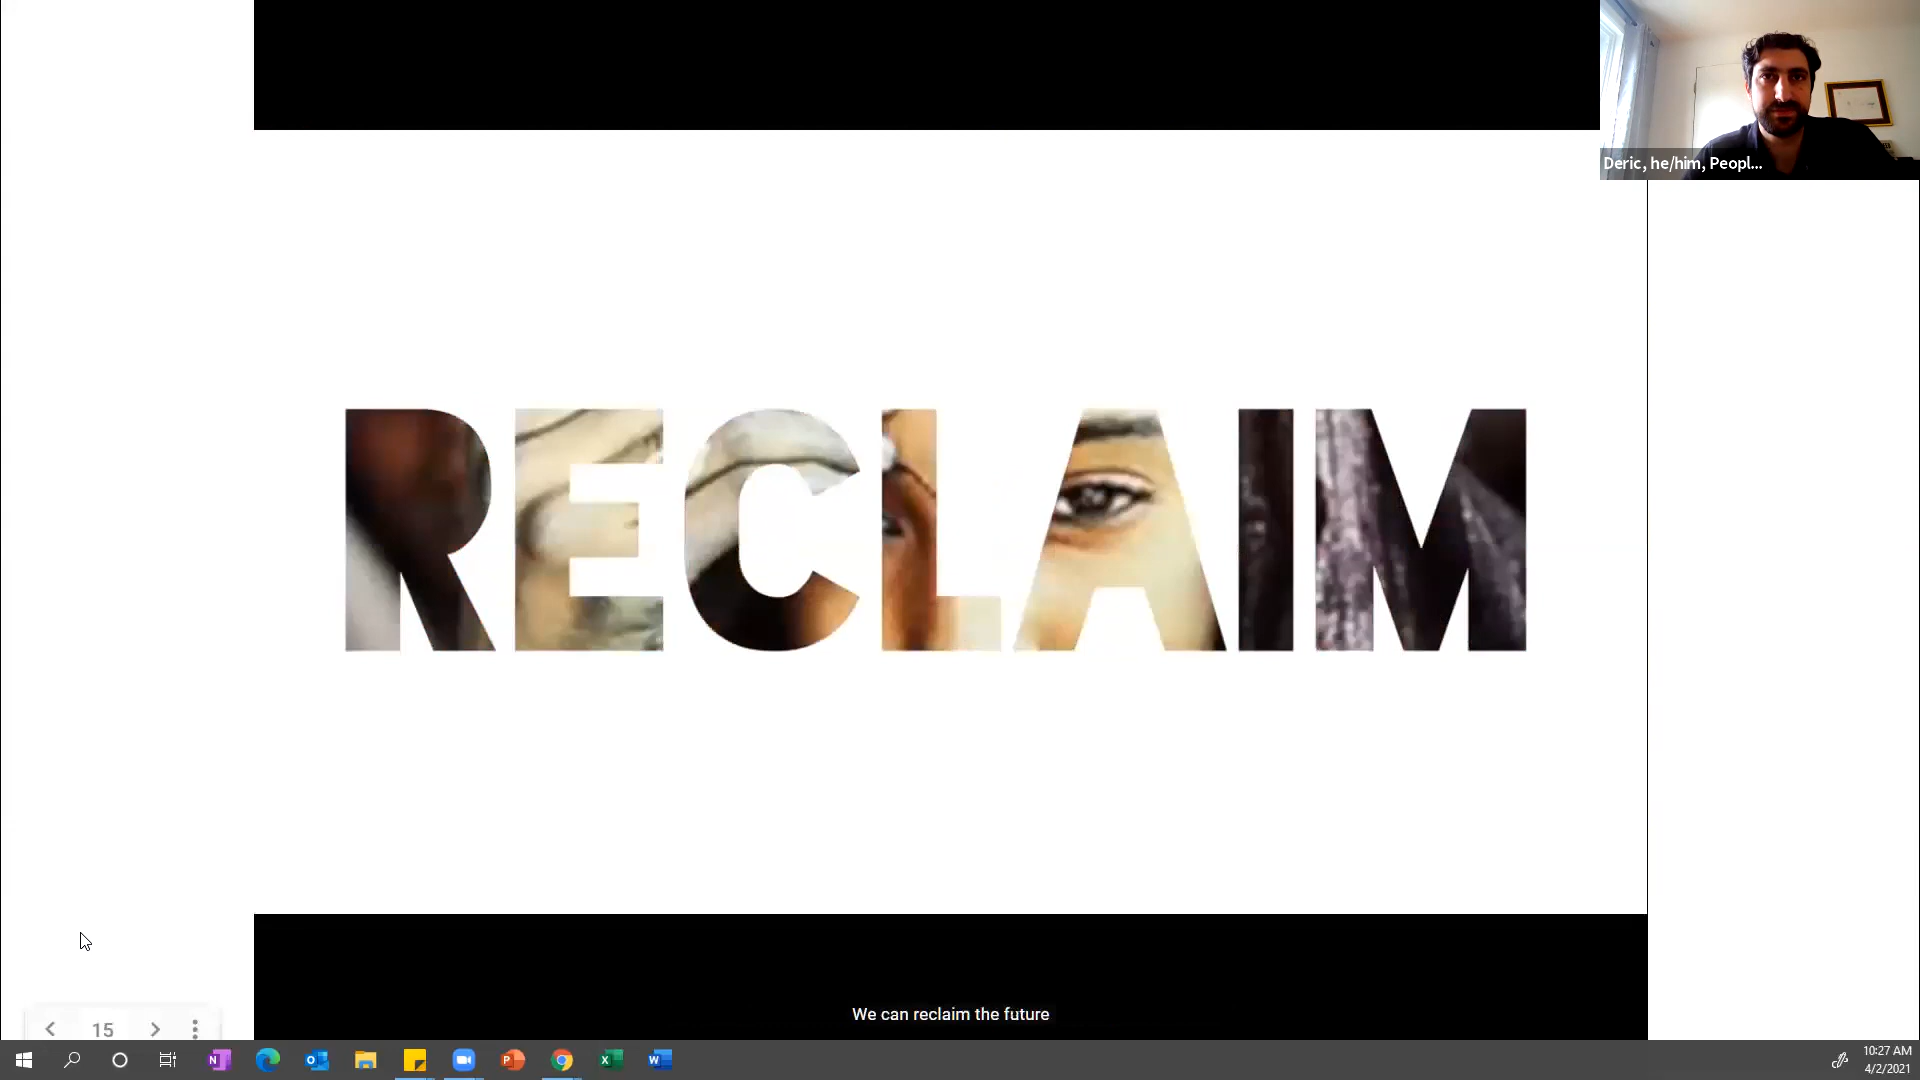 Deric, he/him, Peopl...
RECLAIM
We can reclaim the future
15
10:27 AM
4/2/2021